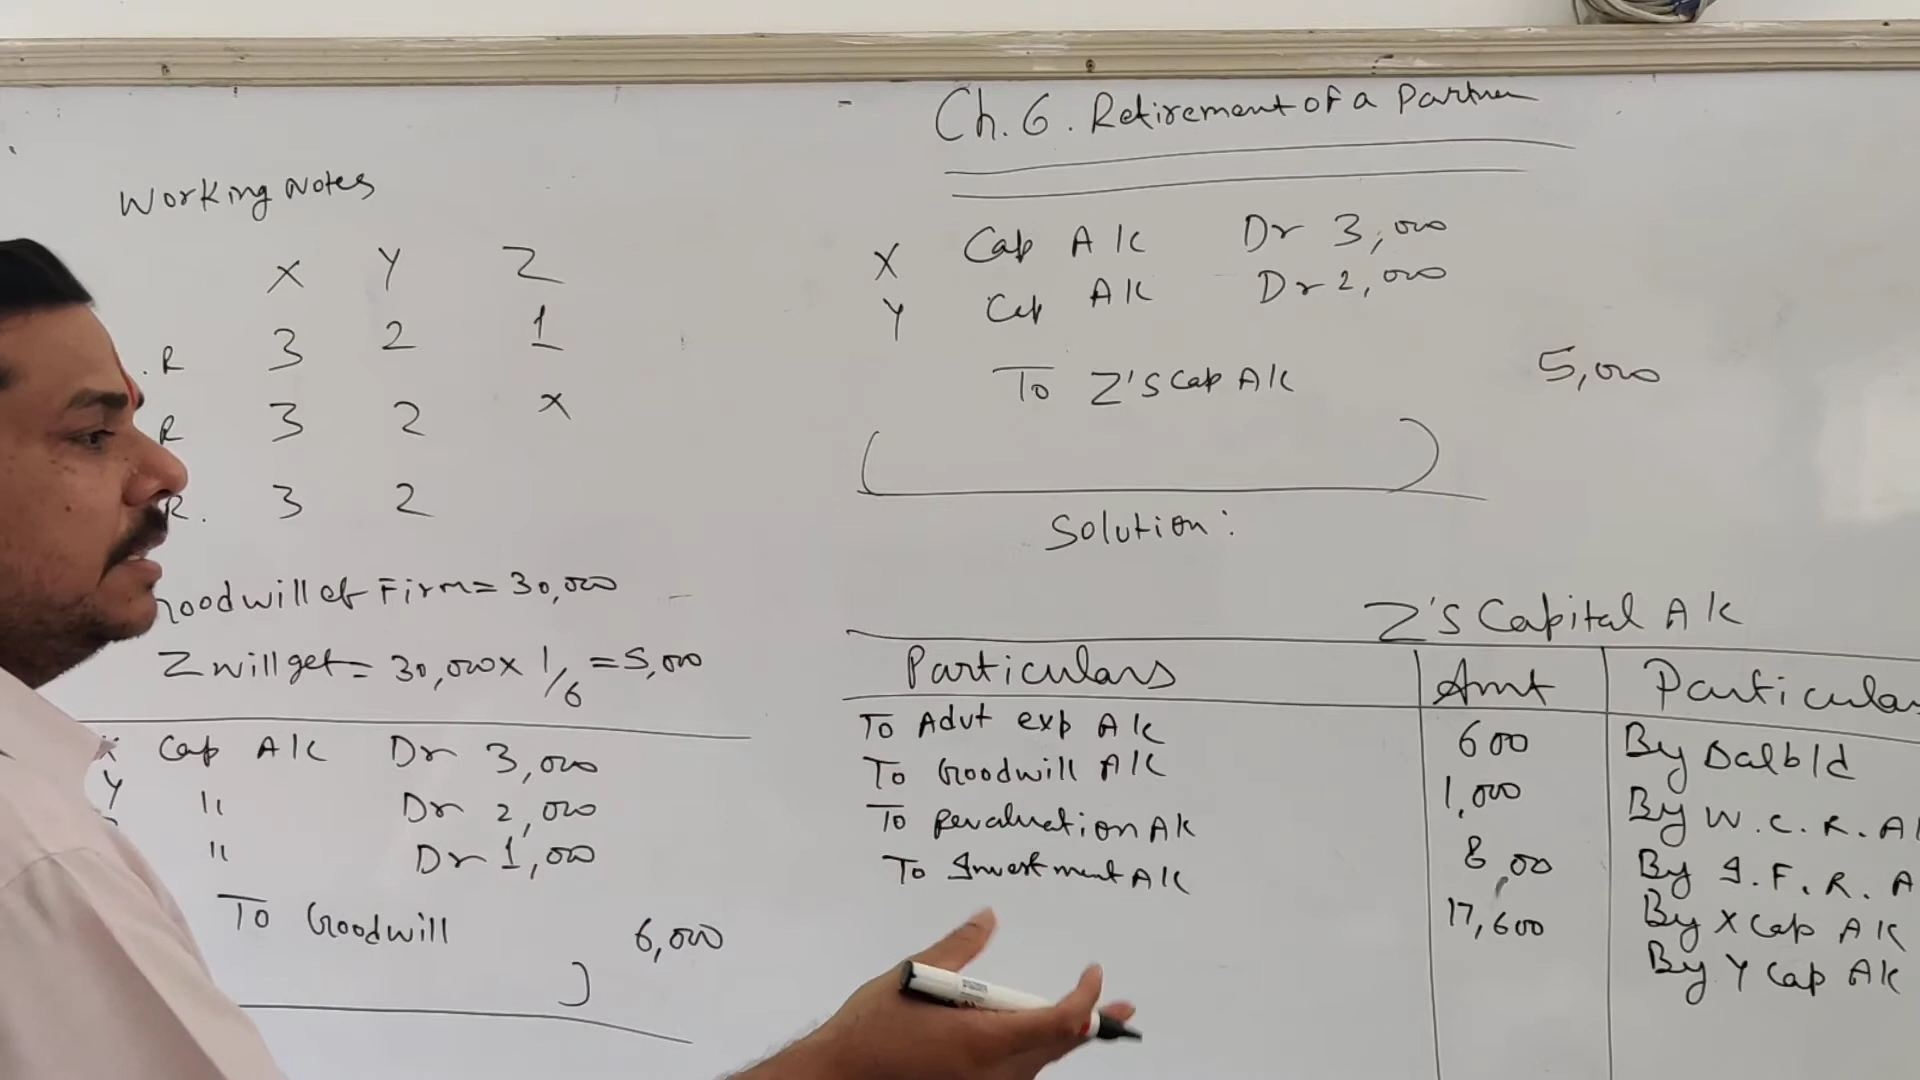 Ch. 6. Retirement of a Partner
Working Notes
X Y Z
. R 3 2 1
R 3 2 x
R. 3 2
Goodwill of Firm = 30,000
Z will get = 30,000 x 1/6 = 5,000
X Cap A/c Dr 3,000
Y " Dr 2,000
" Dr 1,000
To Goodwill 6,000
X Cap A/c Dr 3,000
Y Cap A/c Dr 2,000
To Z's Cap A/c 5,000
Solution:
Z's Capital A/c
Particulars Amt Particulars
To Advt exp A/c 600 By Balb/d
To Goodwill A/c 1,000 By W.C.R. A
To Revaluation A/c 8,00 By I.F.R. A
To Investment A/c 17,600 By X Cap A/c
By Y Cap A/c